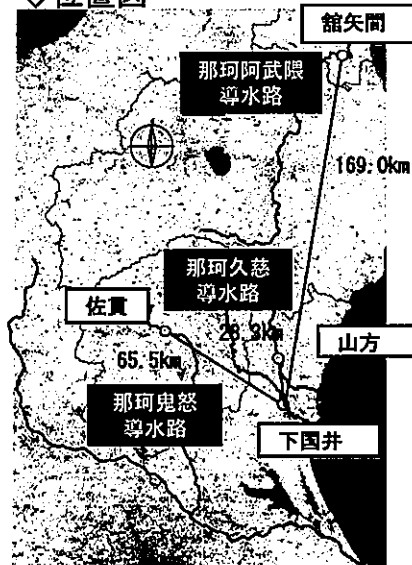 ◇位置図
舘矢間
那珂阿武隈
導水路
169.0km
那珂久慈
導水路
佐貫
28.3km
山方
65.5km
那珂鬼怒
導水路
下国井